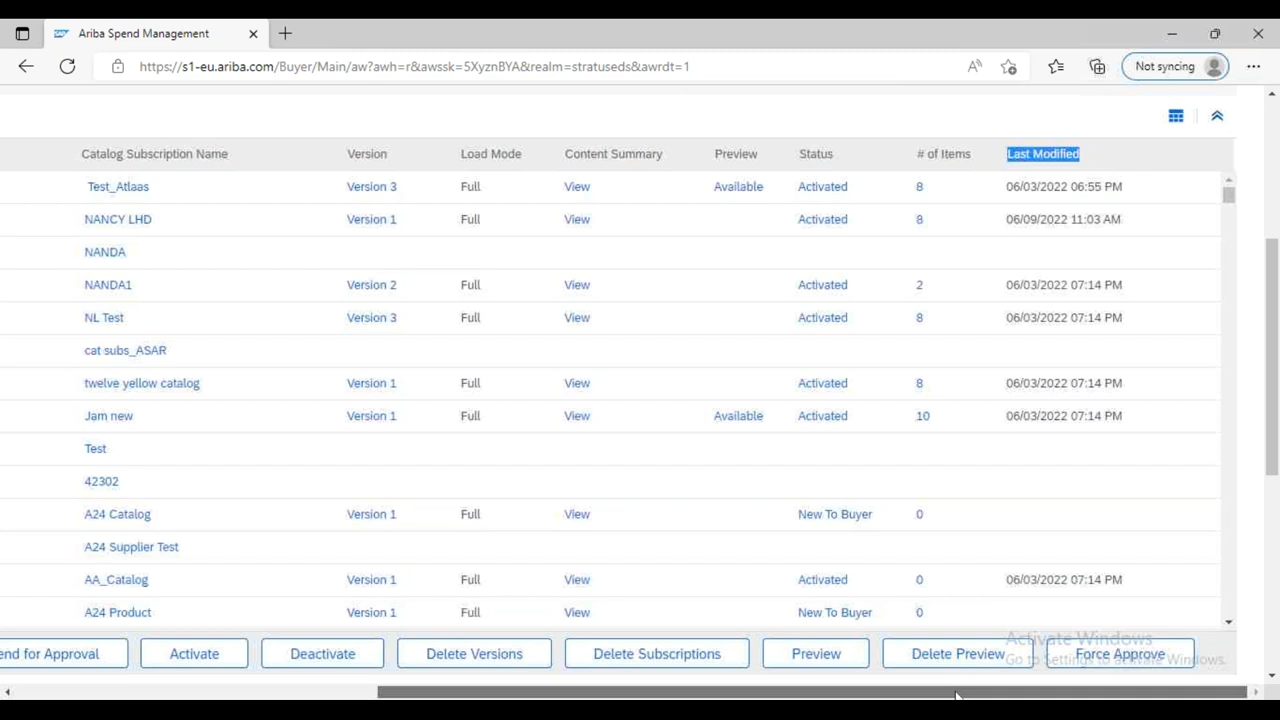 Ariba Spend Management
https://s1-eu.ariba.com/Buyer/Main/aw?awh=r&awssk=5XyznBYA&realm=stratuseds&awrdt=1
Not syncing
Catalog Subscription Name Version Load Mode Content Summary Preview Status # of Items Last Modified
Test_Atlaas Version 3 Full View Available Activated 8 06/03/2022 06:55 PM
NANCY LHD Version 1 Full View Activated 8 06/09/2022 11:03 AM
NANDA
NANDA1 Version 2 Full View Activated 2 06/03/2022 07:14 PM
NL Test Version 3 Full View Activated 8 06/03/2022 07:14 PM
cat subs_ASAR
twelve yellow catalog Version 1 Full View Activated 8 06/03/2022 07:14 PM
Jam new Version 1 Full View Available Activated 10 06/03/2022 07:14 PM
Test
42302
A24 Catalog Version 1 Full View New To Buyer 0
A24 Supplier Test
AA_Catalog Version 1 Full View Activated 0 06/03/2022 07:14 PM
A24 Product Version 1 Full View New To Buyer 0
Activate Windows
end for Approval Activate Deactivate Delete Versions Delete Subscriptions Preview Delete Preview Force Approve
Go to Settings to activate Windows.